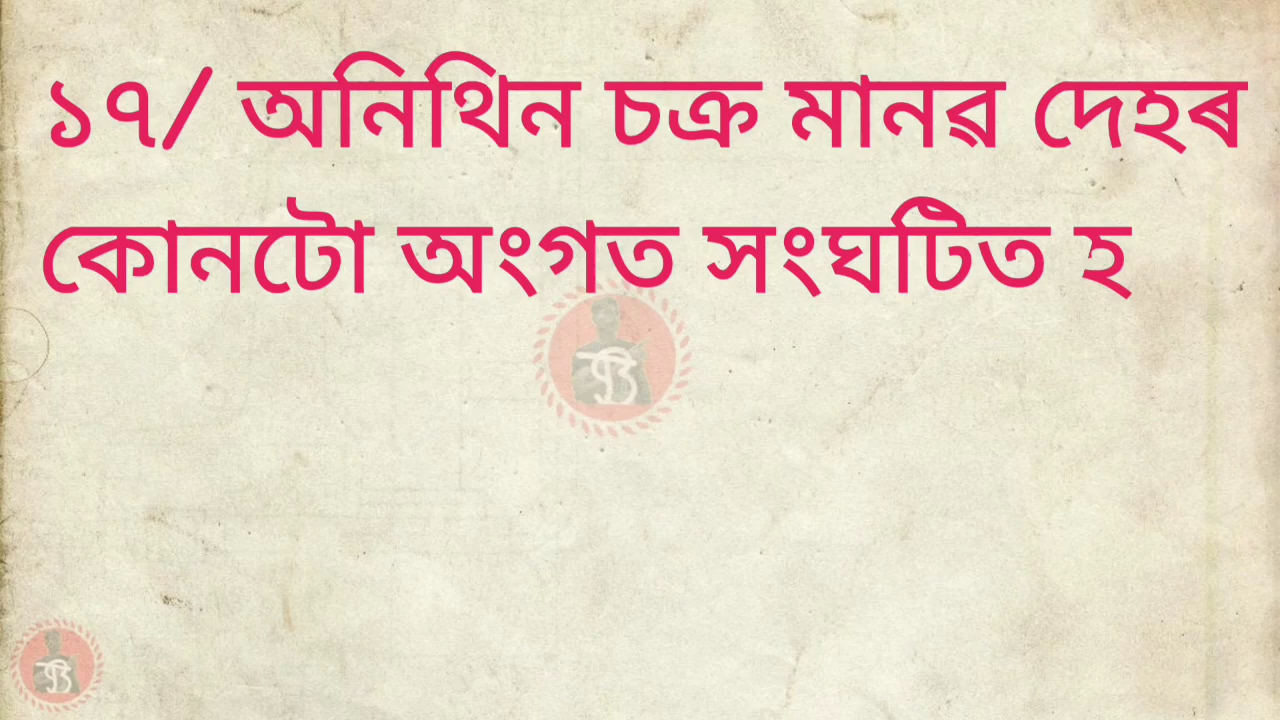 ১৭/ অনিথিন চক্ৰ মানৱ দেহৰ
কোনটো অংগত সংঘটিত হ